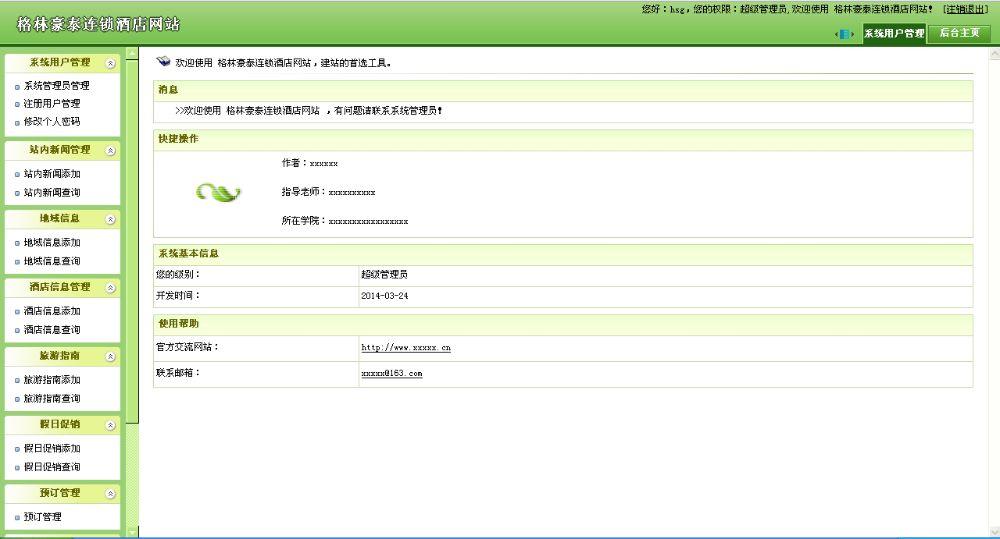 您好：hsg，您的权限：超级管理员,欢迎使用 格林豪泰连锁酒店网站！ [注销退出]
格林豪泰连锁酒店网站
系统用户管理 后台主页
系统用户管理
系统管理员管理
注册用户管理
修改个人密码
站内新闻管理
站内新闻添加
站内新闻查询
地域信息
地域信息添加
地域信息查询
酒店信息管理
酒店信息添加
酒店信息查询
旅游指南
旅游指南添加
旅游指南查询
假日促销
假日促销添加
假日促销查询
预订管理
预订管理
欢迎使用 格林豪泰连锁酒店网站，建站的首选工具。
消息
>>欢迎使用 格林豪泰连锁酒店网站 ，有问题请联系系统管理员！
快捷操作
作者：xxxxxx
指导老师：xxxxxxxxxx
所在学院：xxxxxxxxxxxxxxxxx
系统基本信息
您的级别： 超级管理员
开发时间： 2014-03-24
使用帮助
官方交流网站： http://www.xxxxx.cn
联系邮箱： xxxxx@163.com